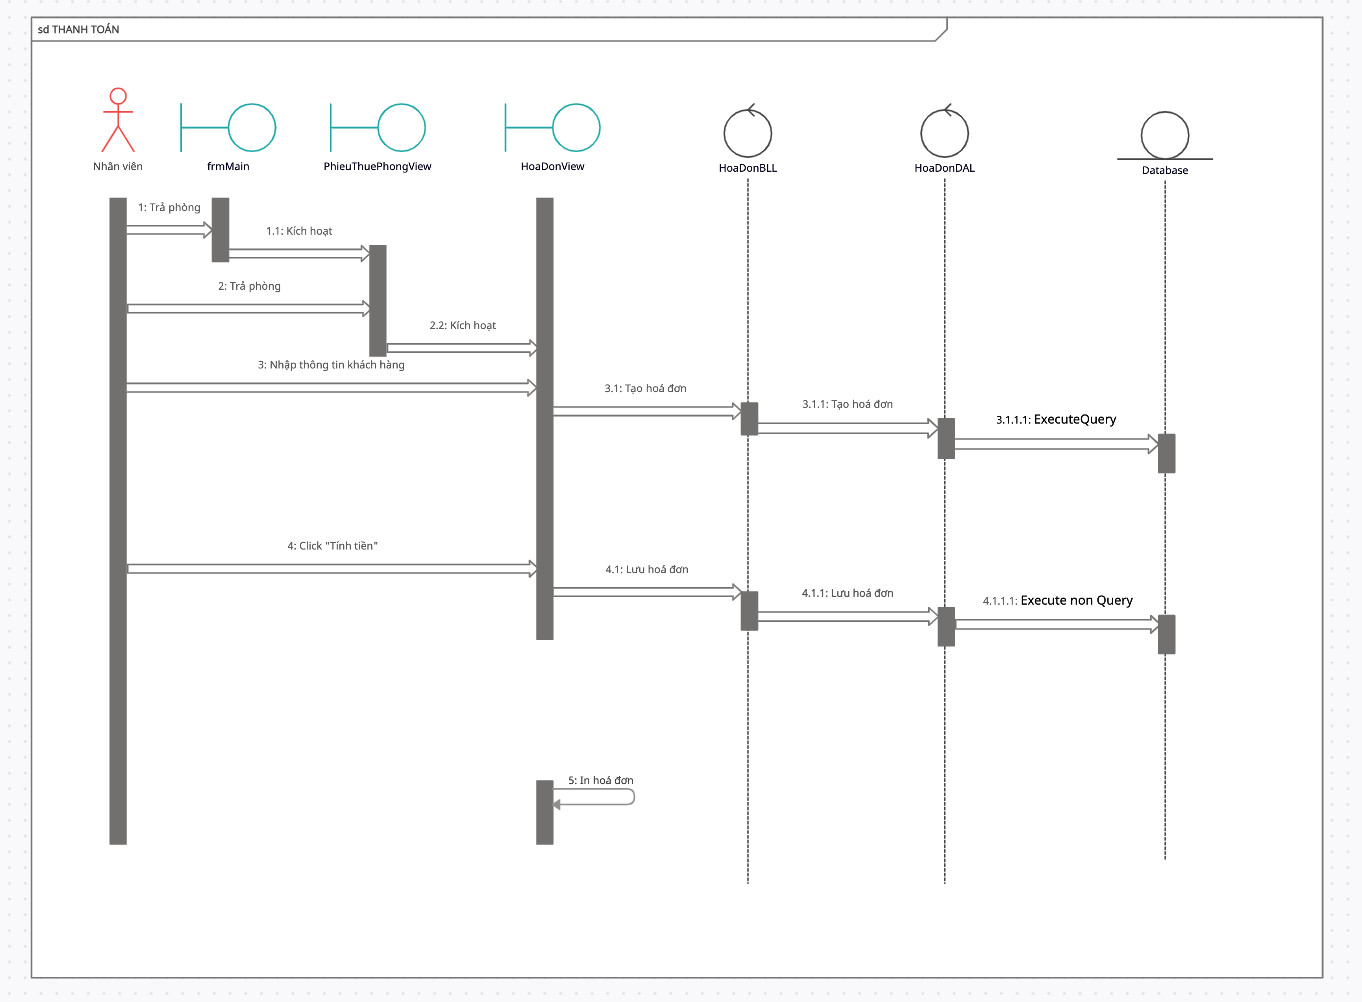 sd THANH TOÁN
Nhân viên
frmMain
PhieuThuePhongView
HoaDonView
HoaDonBLL
HoaDonDAL
Database
1: Trả phòng
1.1: Kích hoạt
2: Trả phòng
2.2: Kích hoạt
3: Nhập thông tin khách hàng
3.1: Tạo hoá đơn
3.1.1: Tạo hoá đơn
3.1.1.1: ExecuteQuery
4: Click "Tính tiền"
4.1: Lưu hoá đơn
4.1.1: Lưu hoá đơn
4.1.1.1: Execute non Query
5: In hoá đơn